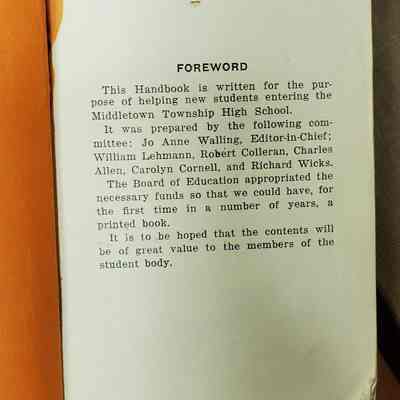 FOREWORD
This Handbook is written for the pur-
pose of helping new students entering the
Middletown Township High School.
It was prepared by the following com-
mittee: Jo Anne Walling, Editor-in-Chief;
William Lehmann, Robert Colleran, Charles
Allen, Carolyn Cornell, and Richard Wicks.
The Board of Education appropriated the
necessary funds so that we could have, for
the first time in a number of years, a
printed book.
It is to be hoped that the contents will
be of great value to the members of the
student body.